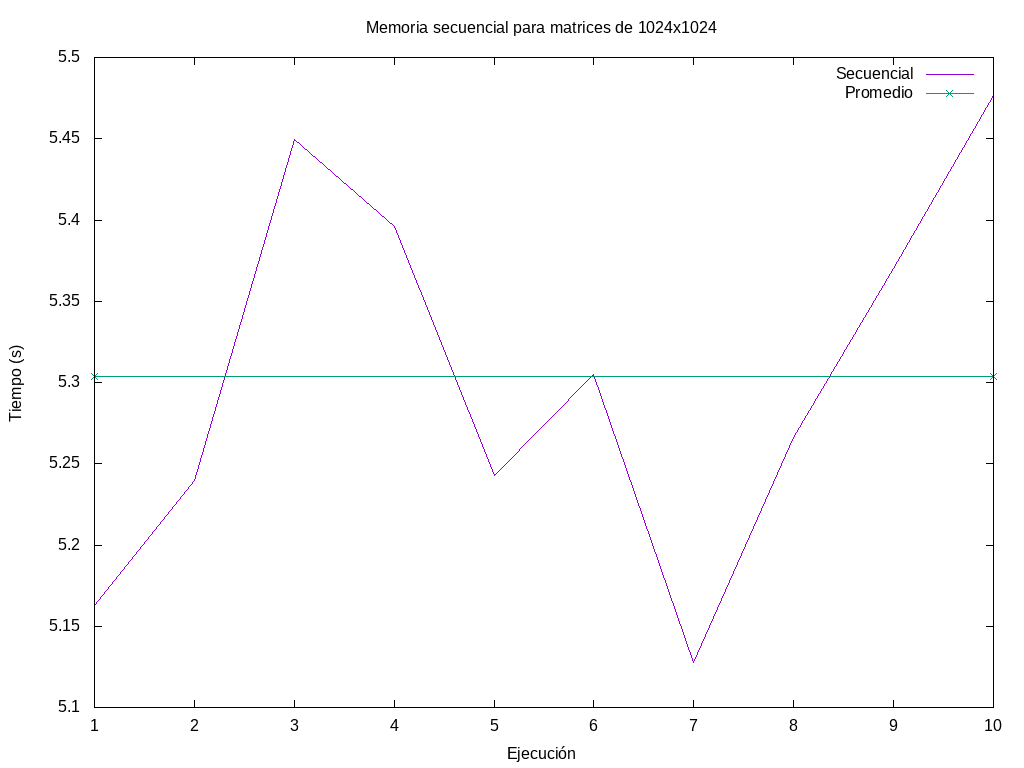 Memoria secuencial para matrices de 1024x1024
Secuencial
Promedio
5.5
5.45
5.4
5.35
5.3
5.25
5.2
5.15
5.1
Tiempo (s)
1 2 3 4 5 6 7 8 9 10
Ejecución